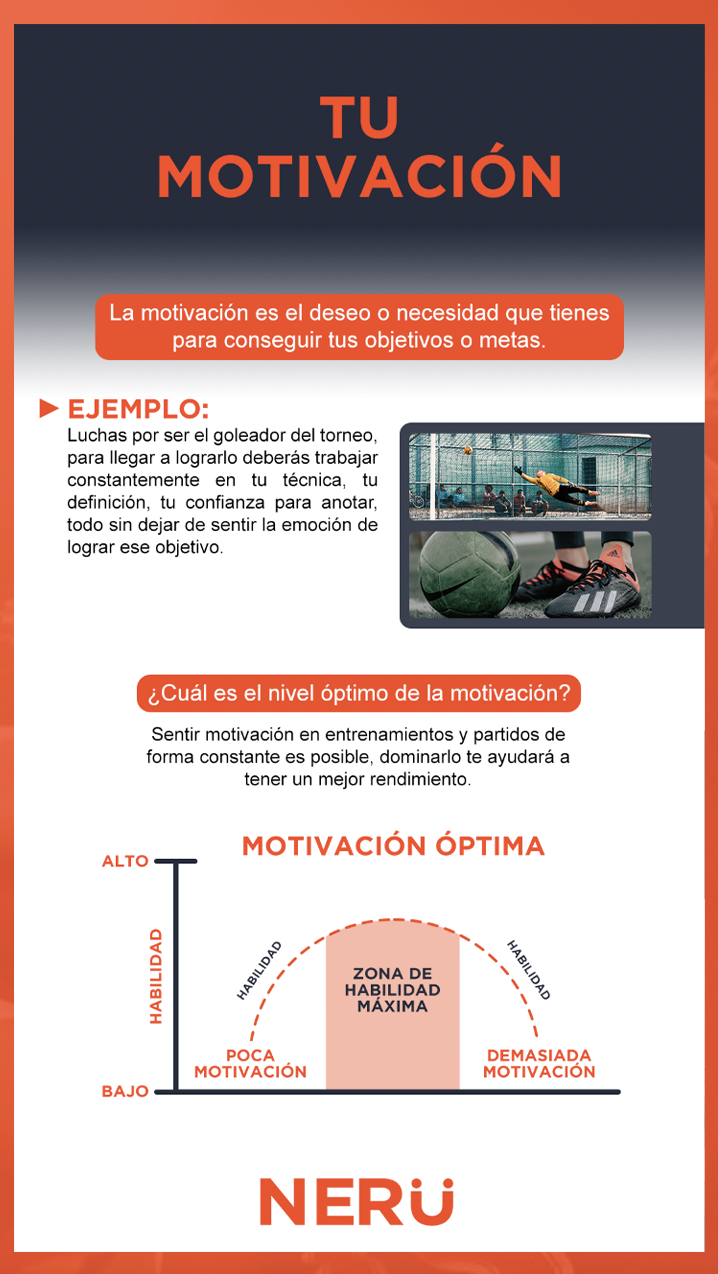 TU
MOTIVACIÓN
La motivación es el deseo o necesidad que tienes
para conseguir tus objetivos o metas.
EJEMPLO:
Luchas por ser el goleador del torneo,
para llegar a lograrlo deberás trabajar
constantemente en tu técnica, tu
definición, tu confianza para anotar,
todo sin dejar de sentir la emoción de
lograr ese objetivo.
¿Cuál es el nivel óptimo de la motivación?
Sentir motivación en entrenamientos y partidos de
forma constante es posible, dominarlo te ayudará a
tener un mejor rendimiento.
MOTIVACIÓN ÓPTIMA
ALTO
HABILIDAD
HABILIDAD
HABILIDAD
ZONA DE
HABILIDAD
MÁXIMA
POCA
MOTIVACIÓN
DEMASIADA
MOTIVACIÓN
BAJO
NERÜ